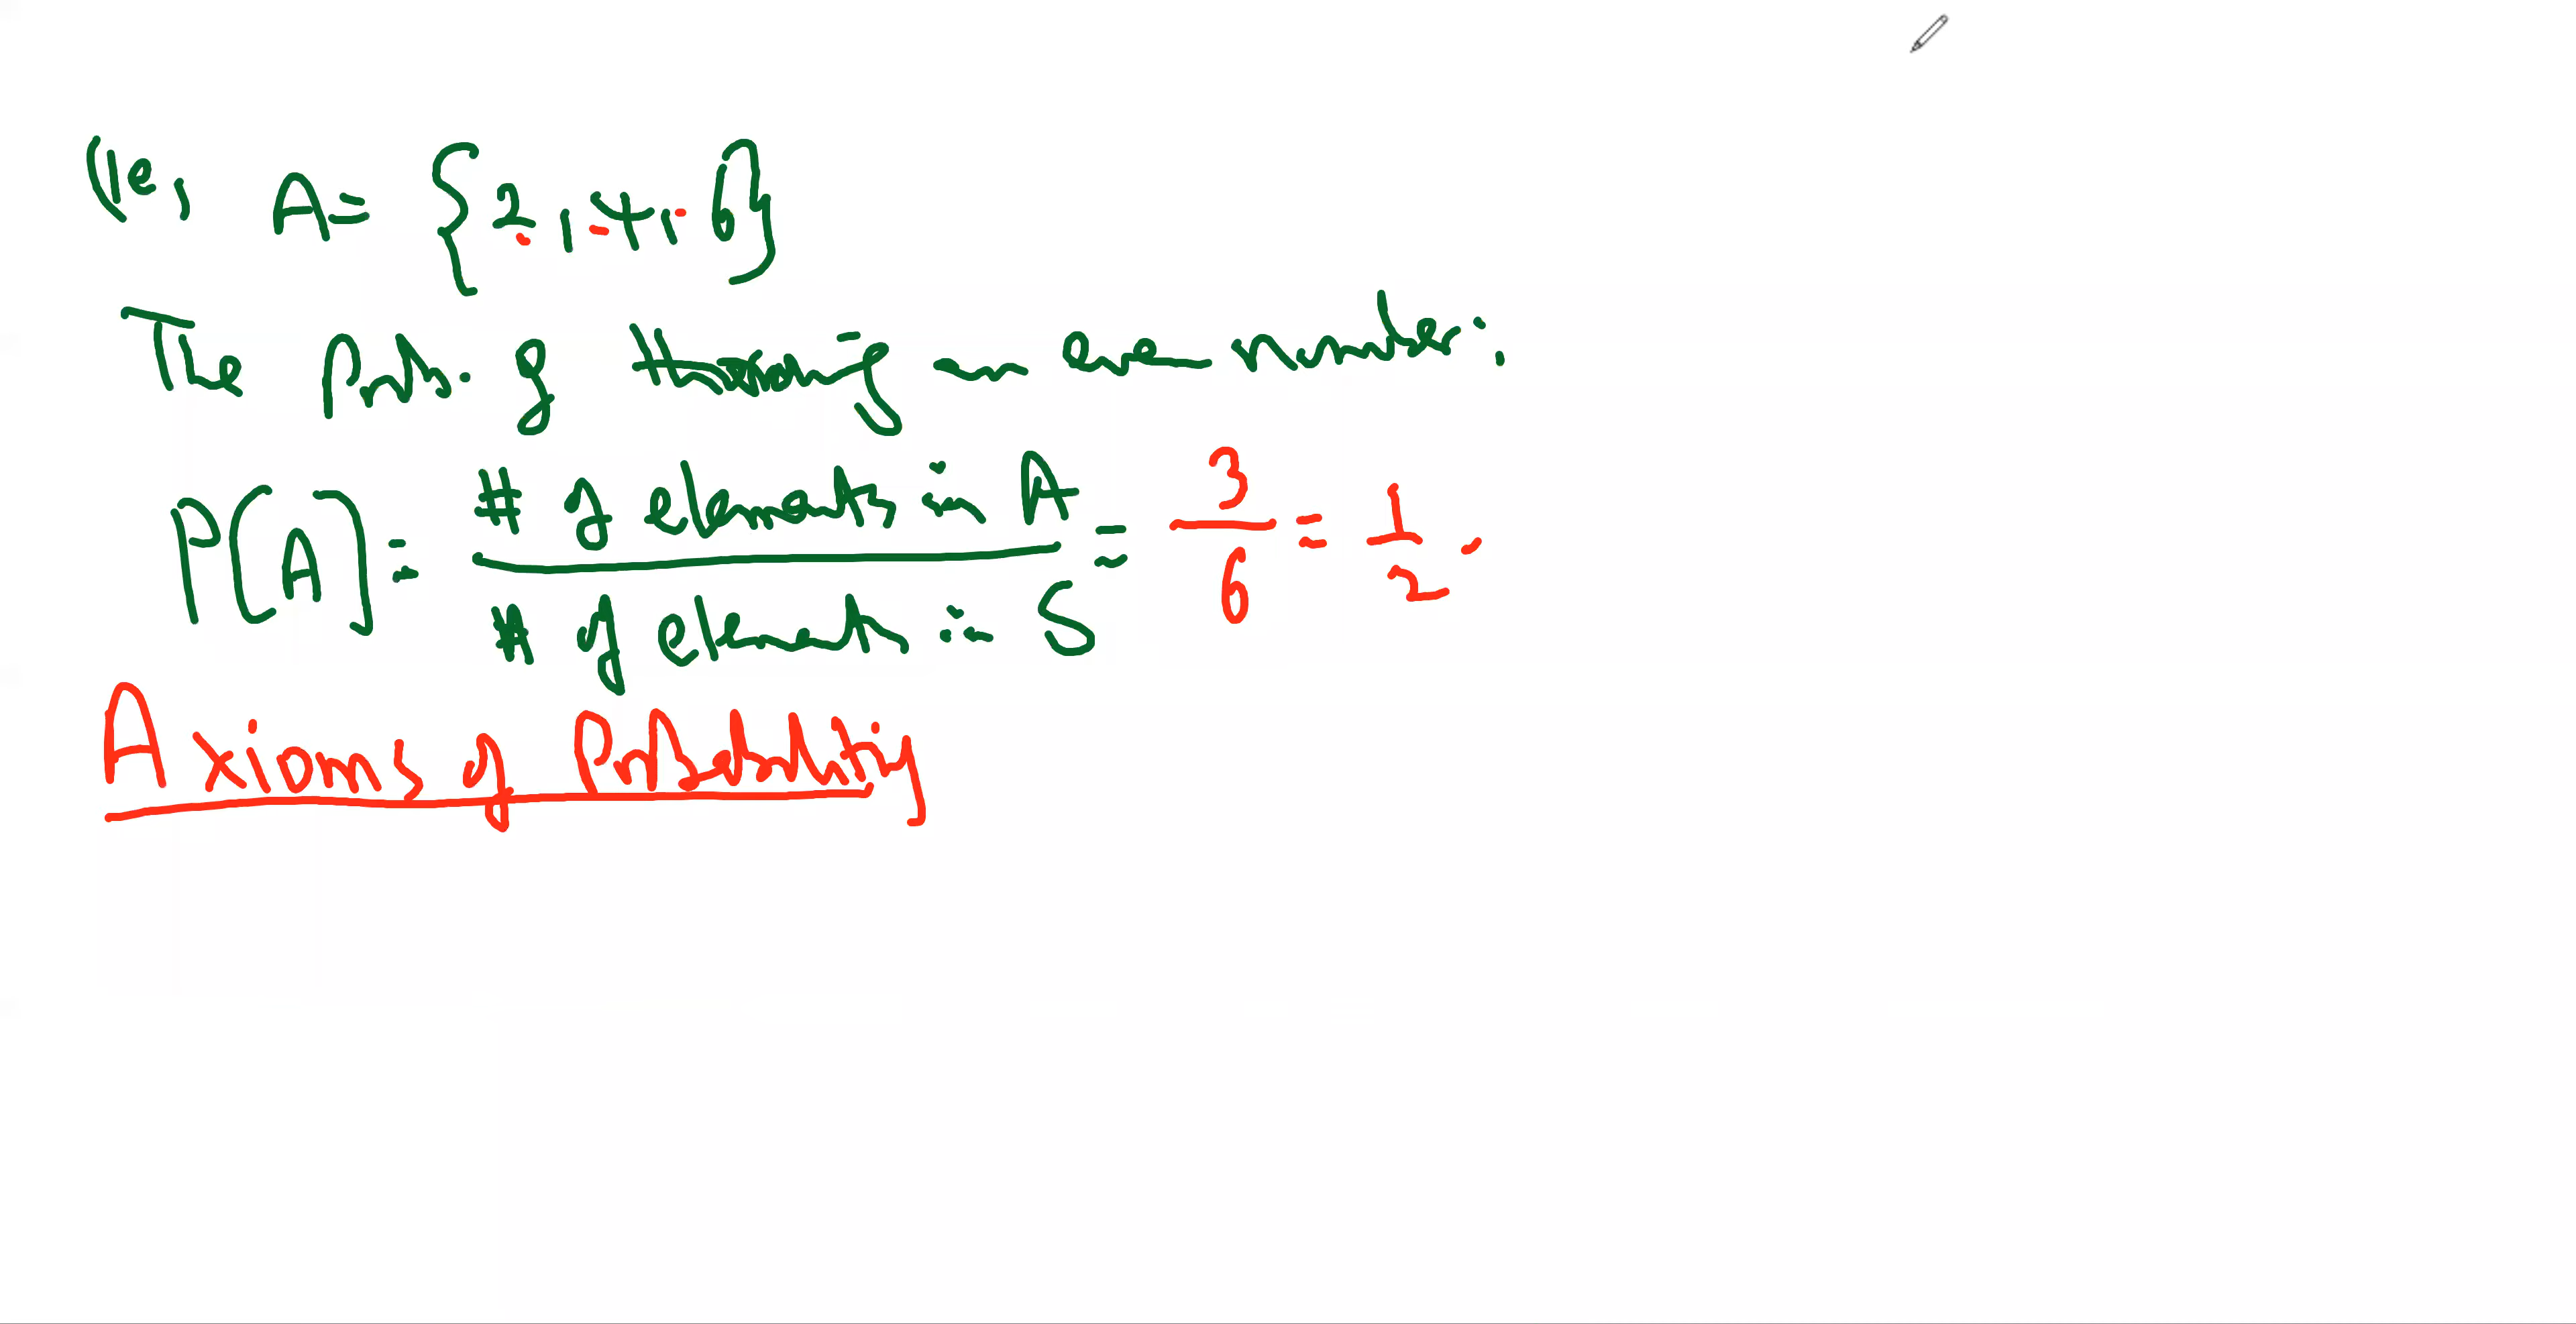 ie, A = {2, 4, 6}
The Prob. of throwing an even number:
P[A] = # of elements in A / # of elements in S = 3/6 = 1/2.
Axioms of Probability